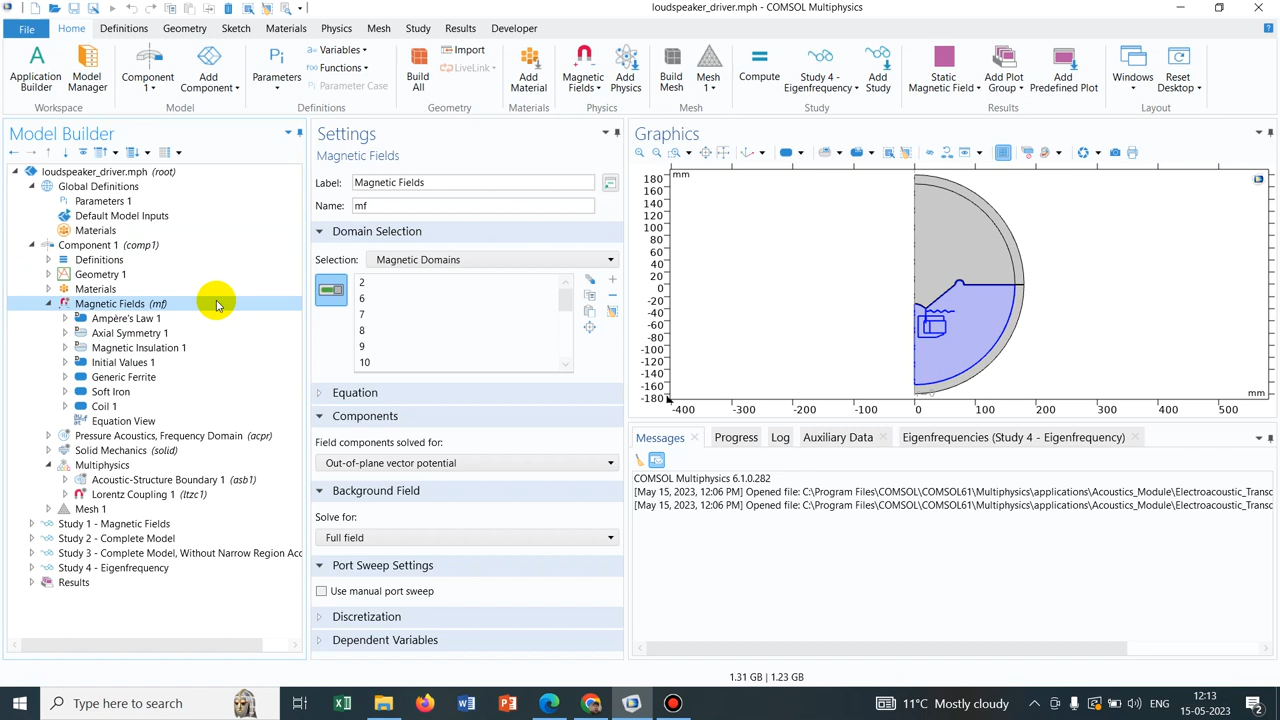 loudspeaker_driver.mph - COMSOL Multiphysics
File
Home
Definitions
Geometry
Sketch
Materials
Physics
Mesh
Study
Results
Developer
Application Builder
Model Manager
Workspace
Component 1
Add Component
Model
Parameters
Variables
Functions
Parameter Case
Definitions
Build All
Import
LiveLink
Geometry
Add Material
Materials
Magnetic Fields
Add Physics
Physics
Build Mesh
Mesh 1
Mesh
Compute
Study 4 - Eigenfrequency
Add Study
Study
Static Magnetic Field
Add Plot Group
Add Predefined Plot
Results
Windows
Reset Desktop
Layout
Model Builder
loudspeaker_driver.mph (root)
Global Definitions
Parameters 1
Default Model Inputs
Materials
Component 1 (comp1)
Definitions
Geometry 1
Materials
Magnetic Fields (mf)
Ampère's Law 1
Axial Symmetry 1
Magnetic Insulation 1
Initial Values 1
Generic Ferrite
Soft Iron
Coil 1
Equation View
Pressure Acoustics, Frequency Domain (acpr)
Solid Mechanics (solid)
Multiphysics
Acoustic-Structure Boundary 1 (asb1)
Lorentz Coupling 1 (ltzc1)
Mesh 1
Study 1 - Magnetic Fields
Study 2 - Complete Model
Study 3 - Complete Model, Without Narrow Region Acc
Study 4 - Eigenfrequency
Results
Settings
Magnetic Fields
Label: Magnetic Fields
Name: mf
Domain Selection
Selection: Magnetic Domains
2
6
7
8
9
10
Equation
Components
Field components solved for:
Out-of-plane vector potential
Background Field
Solve for:
Full field
Port Sweep Settings
Use manual port sweep
Discretization
Dependent Variables
Graphics
mm
180
160
140
120
100
80
60
40
20
0
-20
-40
-60
-80
-100
-120
-140
-160
-180
mm
-400 -300 -200 -100 0 100 200 300 400 500
Messages
Progress
Log
Auxiliary Data
Eigenfrequencies (Study 4 - Eigenfrequency)
COMSOL Multiphysics 6.1.0.282
[May 15, 2023, 12:06 PM] Opened file: C:\Program Files\COMSOL\COMSOL61\Multiphysics\applications\Acoustics_Module\Electroacoustic_Transc
[May 15, 2023, 12:06 PM] Opened file: C:\Program Files\COMSOL\COMSOL61\Multiphysics\applications\Acoustics_Module\Electroacoustic_Transc
1.31 GB | 1.23 GB
Type here to search
11°C Mostly cloudy
ENG
12:13
15-05-2023
2